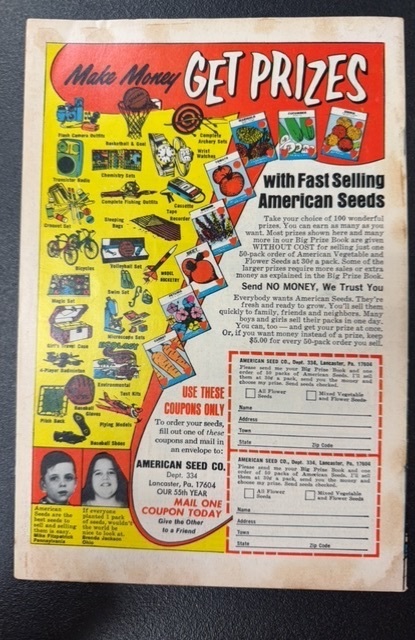 Make Money GET PRIZES
with Fast Selling
American Seeds
Take your choice of 100 wonderful
prizes. You can earn as many as you
want. Most prizes shown here and many
more in our Big Prize Book are given
WITHOUT COST for selling just one
50-pack order of American Vegetable and
Flower Seeds at 30¢ a pack. Some of the
larger prizes require more sales or extra
money as explained in the Big Prize Book.
Send NO MONEY, We Trust You
Everybody wants American Seeds. They're
fresh and ready to grow. You'll sell them
quickly to family, friends and neighbors. Many
boys and girls sell their packs in one day.
You can, too — and get your prize at once.
Or, if you want money instead of a prize, keep
$5.00 for every 50-pack order you sell.
Flash Camera Outfits
Basketball & Goal
Complete
Archery Sets
Wrist
Watches
Transistor Radio
Chemistry Sets
Croquet Set
Complete Fishing Outfits
Cassette
Tape
Recorder
Sleeping
Bags
Bicycles
Volleyball Set
MODEL
ROCKETRY
Magic Set
Swim Set
Microscope Sets
Walkie Talkies
Girl's Travel Case
4-Player Badminton
Environmental
Test Kits
Pitch Back
Baseball
Gloves
Flying Models
Baseball Shoes
USE THESE
COUPONS ONLY
To order your seeds,
fill out one of these
coupons and mail in
an envelope to:
AMERICAN SEED CO.
Dept. 334
Lancaster, Pa. 17604
OUR 55th YEAR
MAIL ONE
COUPON TODAY
Give the Other
to a Friend
American
Seeds are the
best seeds to
sell and selling
them is easy.
Mike Fitzpatrick
Pennsylvania
If everyone
planted 1 pack
of seeds, wouldn't
the world be
nice to look at.
Brenda Jackson
Ohio
AMERICAN SEED CO., Dept. 334, Lancaster, Pa. 17604
Please send me your Big Prize Book and one
order of 50 packs of American Seeds. I'll sell
them at 30¢ a pack, send you the money and
choose my prize. Send seeds checked.
All Flower
Seeds
Mixed Vegetable
and Flower Seeds
Name
Address
Town
State Zip Code
AMERICAN SEED CO., Dept. 334, Lancaster, Pa. 17604
Please send me your Big Prize Book and one
order of 50 packs of American Seeds. I'll sell
them at 30¢ a pack, send you the money and
choose my prize. Send seeds checked.
All Flower
Seeds
Mixed Vegetable
and Flower Seeds
Name
Address
Town
State Zip Code